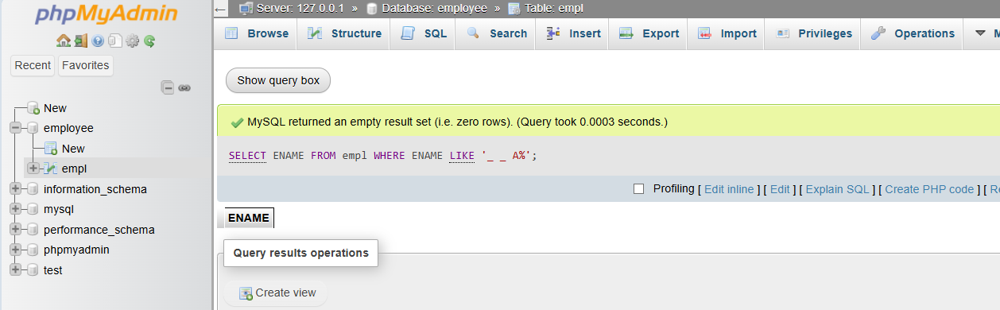 phpMyAdmin
Recent Favorites
New
employee
New
empl
information_schema
mysql
performance_schema
phpmyadmin
test
← Server: 127.0.0.1 » Database: employee » Table: empl
Browse Structure SQL Search Insert Export Import Privileges Operations
Show query box
MySQL returned an empty result set (i.e. zero rows). (Query took 0.0003 seconds.)
SELECT ENAME FROM empl WHERE ENAME LIKE '_ _ A%';
Profiling [ Edit inline ] [ Edit ] [ Explain SQL ] [ Create PHP code ] [
ENAME
Query results operations
Create view